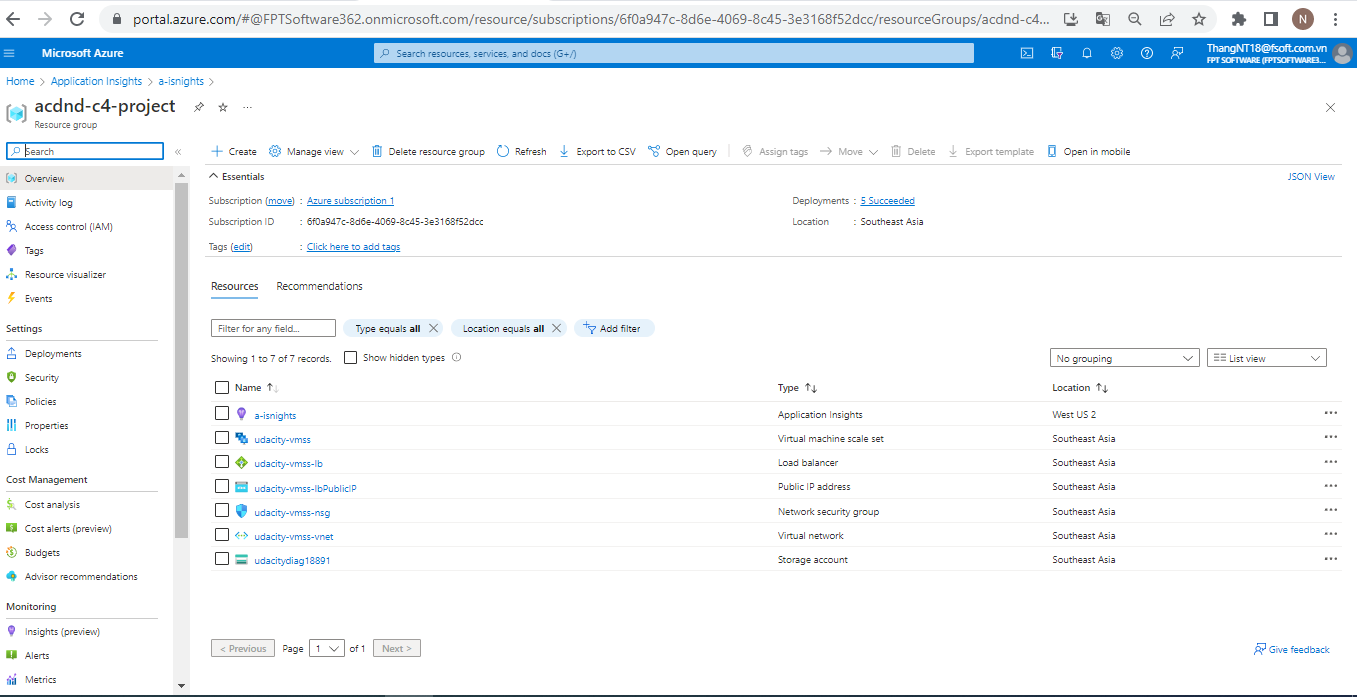 portal.azure.com/#@FPTSoftware362.onmicrosoft.com/resource/subscriptions/6f0a947c-8d6e-4069-8c45-3e3168f52dcc/resourceGroups/acdnd-c4...
N
Microsoft Azure
Search resources, services, and docs (G+/)
ThangNT18@fsoft.com.vn
FPT SOFTWARE (FPTSOFTWARE3...
Home > Application Insights > a-isnights >
acdnd-c4-project
Resource group
Search
«
Create
Manage view
Delete resource group
Refresh
Export to CSV
Open query
Assign tags
Move
Delete
Export template
Open in mobile
Overview
Activity log
Access control (IAM)
Tags
Resource visualizer
Events
Settings
Deployments
Security
Policies
Properties
Locks
Cost Management
Cost analysis
Cost alerts (preview)
Budgets
Advisor recommendations
Monitoring
Insights (preview)
Alerts
Metrics
Essentials
JSON View
Subscription (move) : Azure subscription 1
Deployments : 5 Succeeded
Subscription ID : 6f0a947c-8d6e-4069-8c45-3e3168f52dcc
Location : Southeast Asia
Tags (edit) : Click here to add tags
Resources Recommendations
Filter for any field...
Type equals all
Location equals all
Add filter
Showing 1 to 7 of 7 records.
Show hidden types
No grouping
List view
Name Type Location
a-isnights Application Insights West US 2
udacity-vmss Virtual machine scale set Southeast Asia
udacity-vmss-lb Load balancer Southeast Asia
udacity-vmss-lbPublicIP Public IP address Southeast Asia
udacity-vmss-nsg Network security group Southeast Asia
udacity-vmss-vnet Virtual network Southeast Asia
udacitydiag18891 Storage account Southeast Asia
< Previous Page 1 of 1 Next >
Give feedback